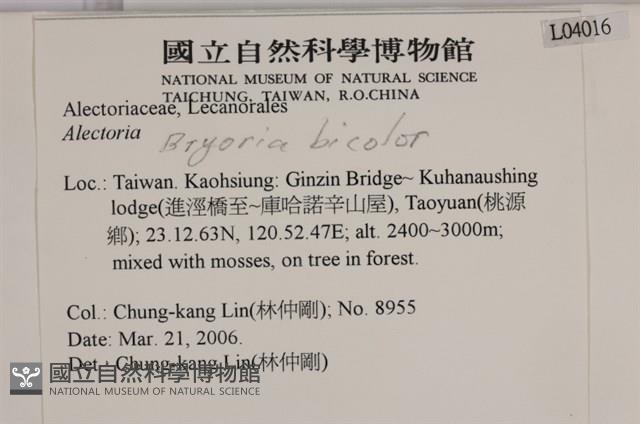 L04016
國立自然科學博物館
NATIONAL MUSEUM OF NATURAL SCIENCE
TAICHUNG, TAIWAN, R.O.CHINA
Alectoriaceae, Lecanorales
Alectoria Bryoria bicolor
Loc.: Taiwan. Kaohsiung: Ginzin Bridge~ Kuhanaushing
lodge(進涇橋至~庫哈諾辛山屋), Taoyuan(桃源
鄉); 23.12.63N, 120.52.47E; alt. 2400~3000m;
mixed with mosses, on tree in forest.
Col.: Chung-kang Lin(林仲剛); No. 8955
Date: Mar. 21, 2006.
Det.: Chung-kang Lin(林仲剛)
國立自然科學博物館
NATIONAL MUSEUM OF NATURAL SCIENCE